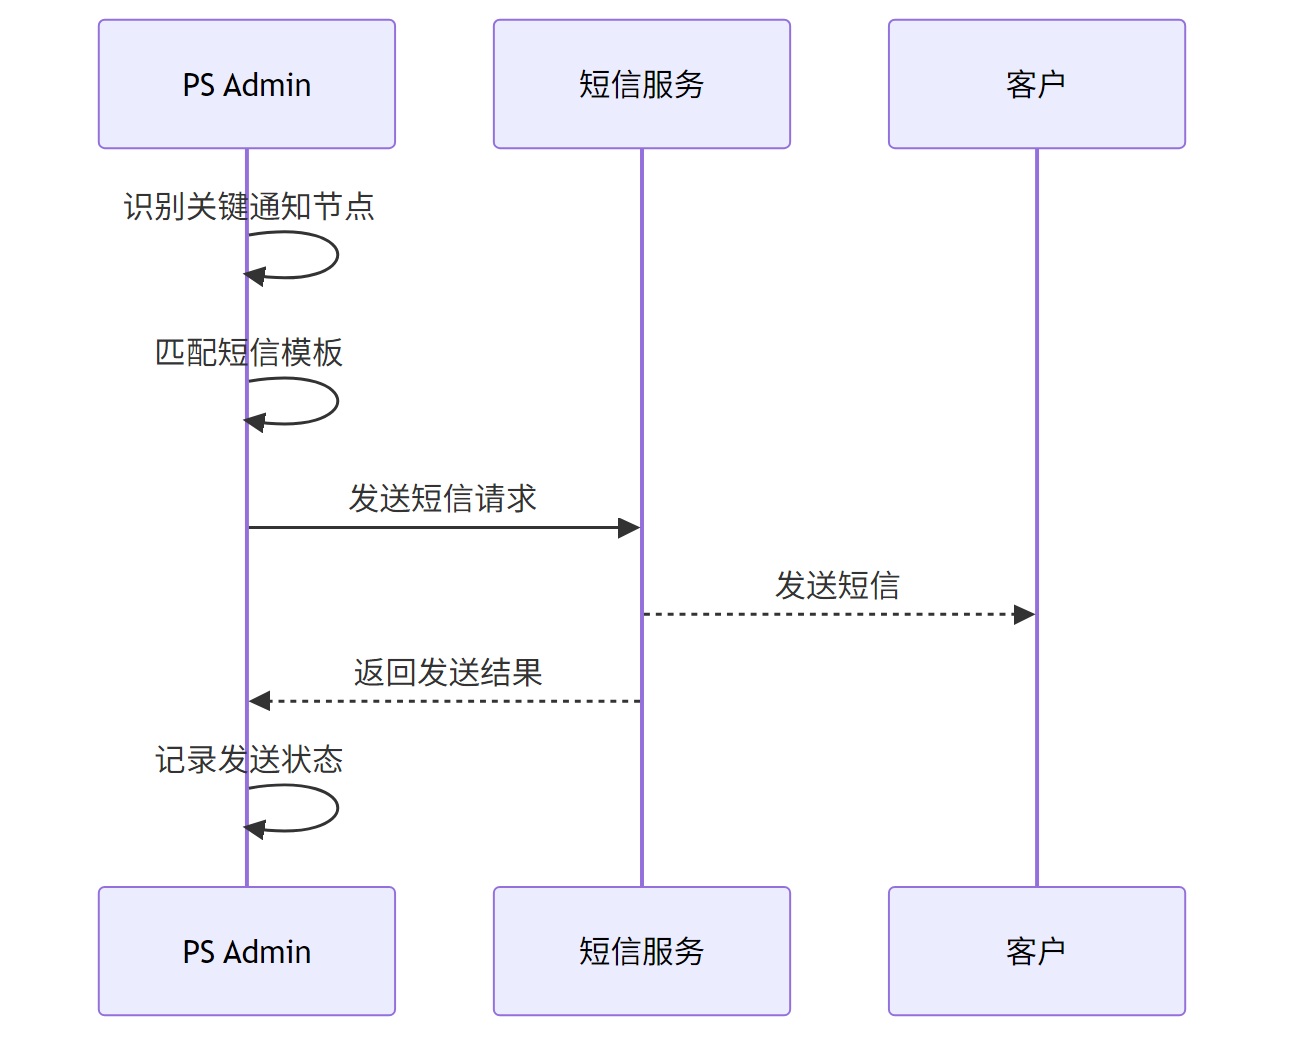 PS Admin
短信服务
客户
识别关键通知节点
匹配短信模板
发送短信请求
发送短信
返回发送结果
记录发送状态
PS Admin
短信服务
客户